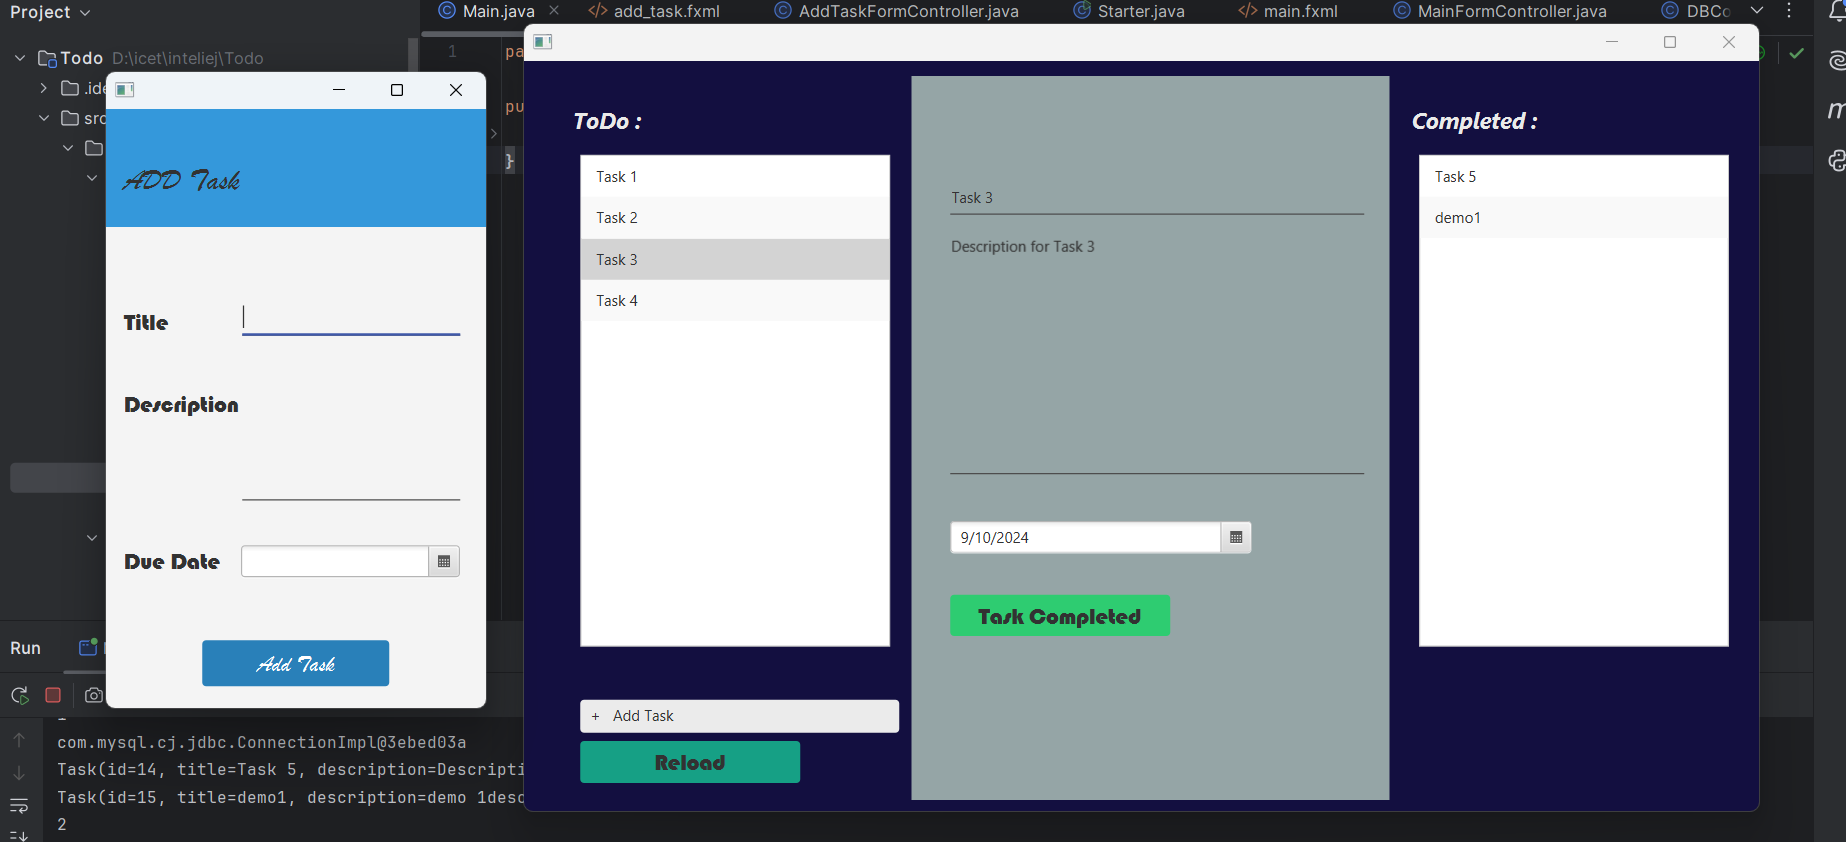 Project
Main.java
add_task.fxml
AddTaskFormController.java
Starter.java
main.fxml
MainFormController.java
Todo D:\icet\inteliej\Todo
1
.ide
src
}
ADD Task
Title
Description
Due Date
Add Task
ToDo :
Task 1
Task 2
Task 3
Task 4
+ Add Task
Reload
Task 3
Description for Task 3
9/10/2024
Task Completed
Completed :
Task 5
demo1
Run
com.mysql.cj.jdbc.ConnectionImpl@3ebed03a
Task(id=14, title=Task 5, description=Descripti
Task(id=15, title=demo1, description=demo 1desc
2